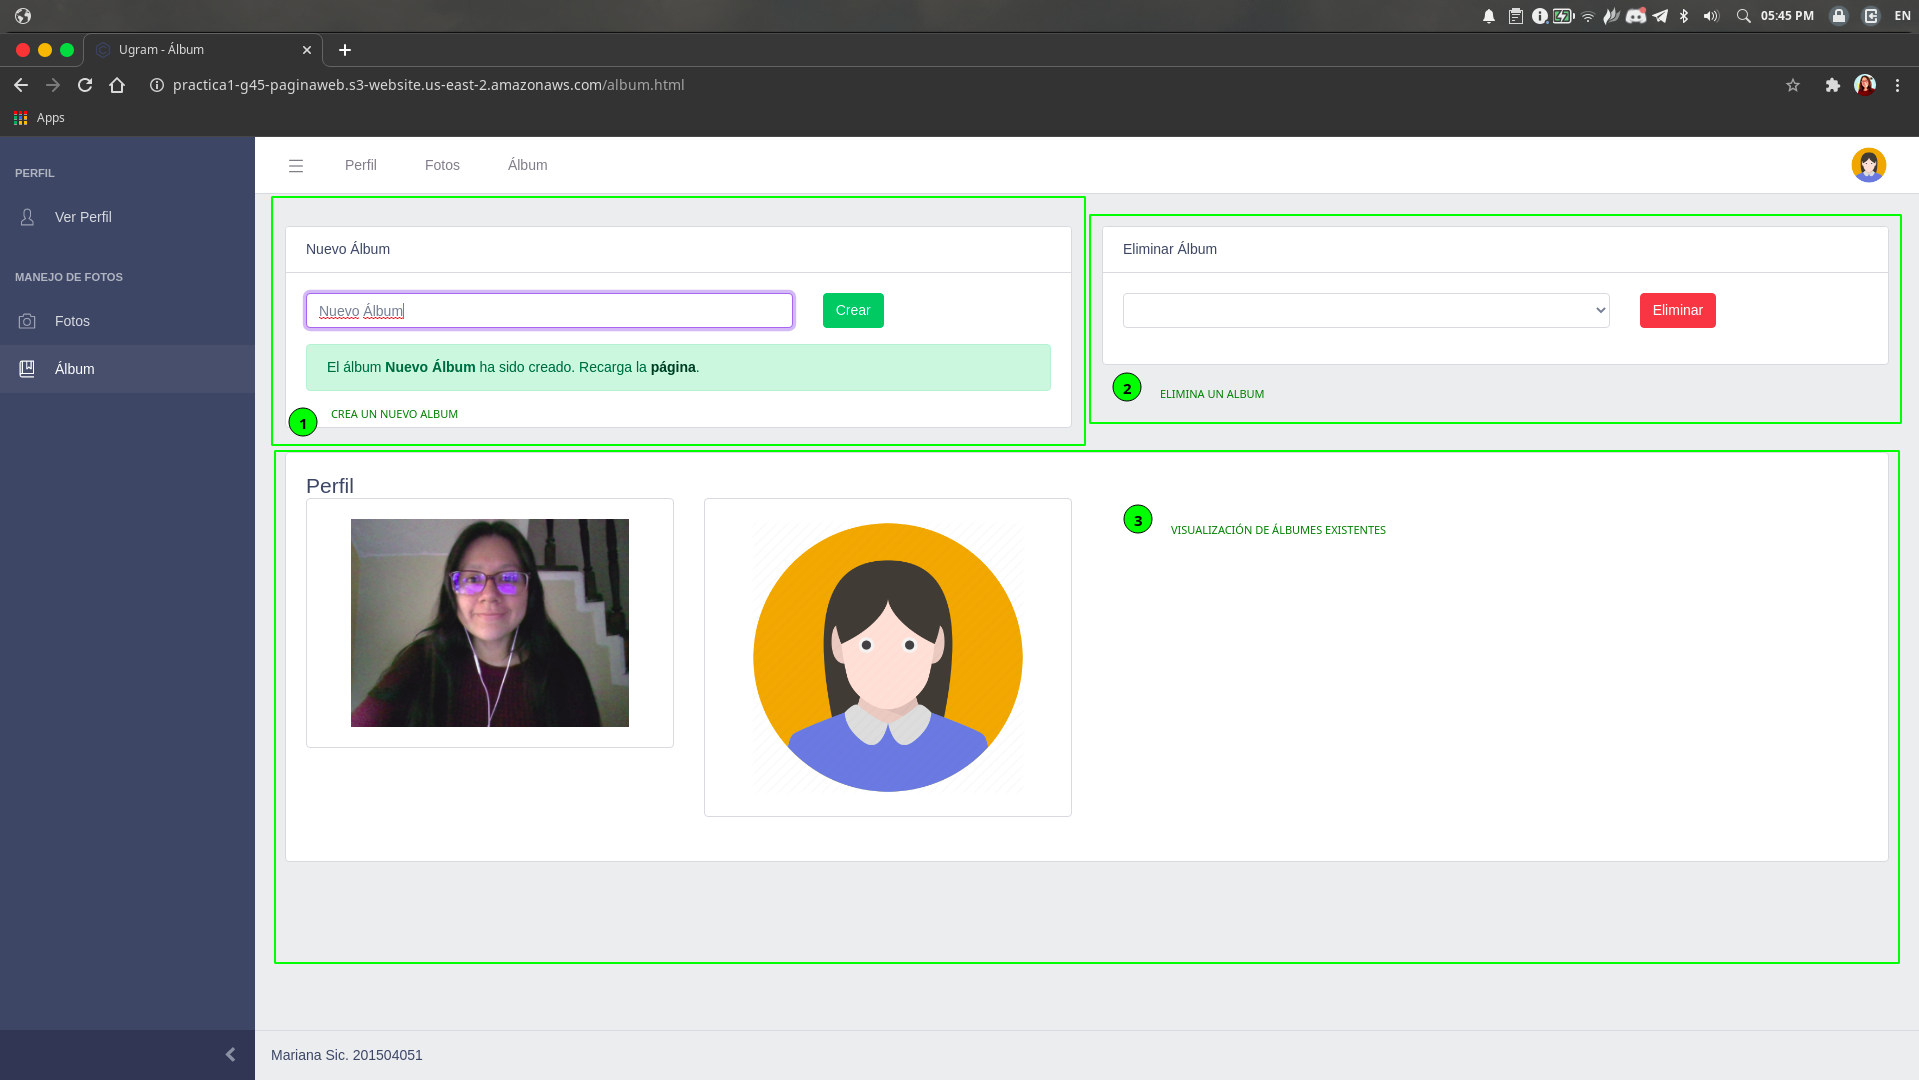 05:45 PM
EN
Ugram - Álbum
practica1-g45-paginaweb.s3-website.us-east-2.amazonaws.com/album.html
Apps
PERFIL
Ver Perfil
MANEJO DE FOTOS
Fotos
Álbum
Perfil
Fotos
Álbum
Nuevo Álbum
Nuevo Álbum
Crear
El álbum Nuevo Álbum ha sido creado. Recarga la página.
1
CREA UN NUEVO ALBUM
Eliminar Álbum
Eliminar
2
ELIMINA UN ALBUM
Perfil
3
VISUALIZACIÓN DE ÁLBUMES EXISTENTES
Mariana Sic. 201504051